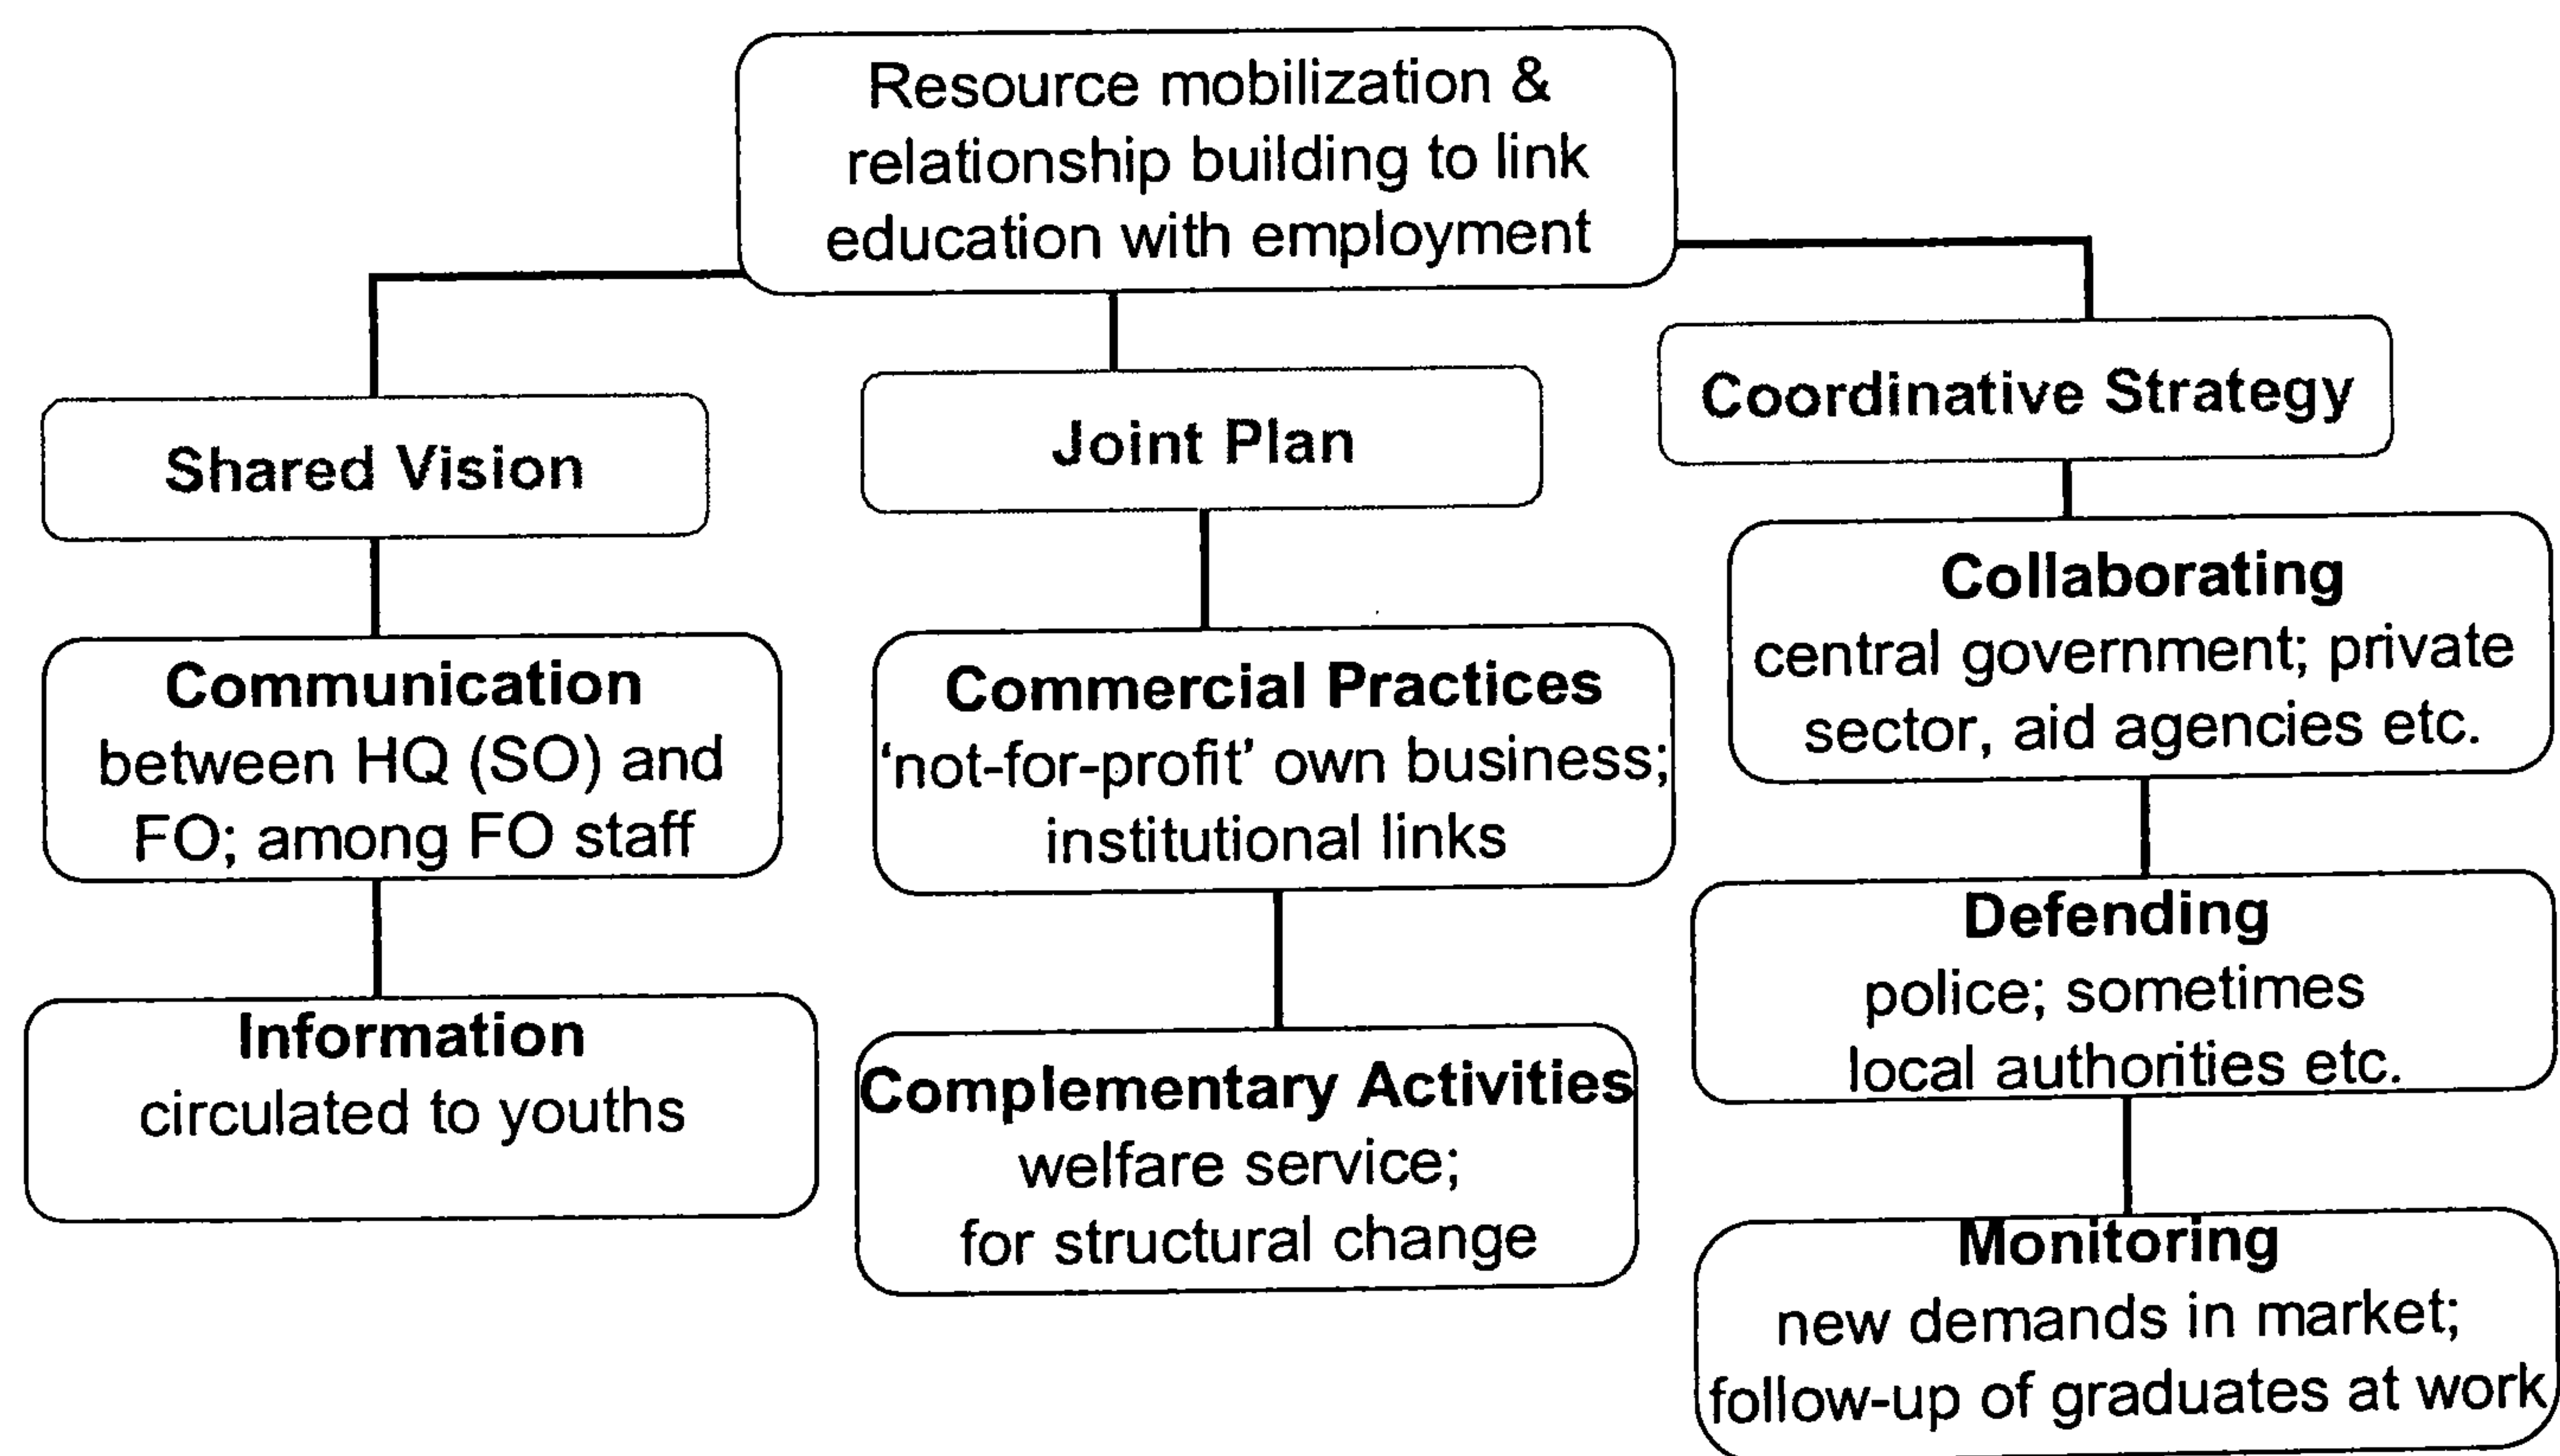 Resource mobilization &
relationship building to link
education with employment
Shared Vision
Communication
between HQ (SO) and
FO; among FO staff
Information
circulated to youths
Joint Plan
Commercial Practices
‘not-for-profit’ own business;
institutional links
Complementary Activities
welfare service;
for structural change
Coordinative Strategy
Collaborating
central government; private
sector, aid agencies etc.
Defending
police; sometimes
local authorities etc.
Monitoring
new demands in market;
follow-up of graduates at work